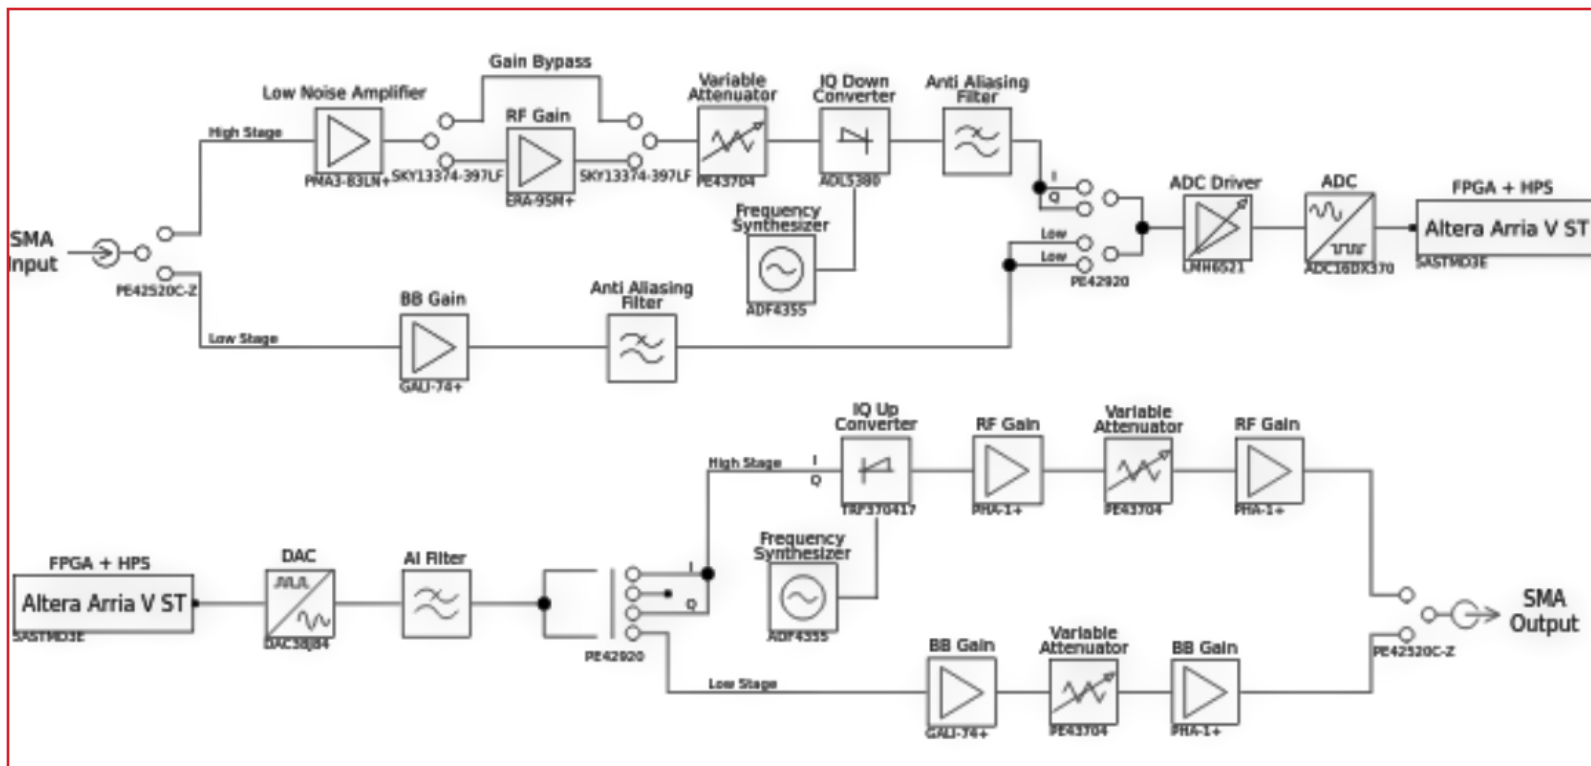 Gain Bypass
Low Noise Amplifier
RF Gain
Variable
Attenuator
IQ Down
Converter
Anti Aliasing
Filter
High Stage
PMA3-83LN+
SKY13374-397LF
ERA-9SM+
SKY13374-397LF
PE43704
ADL5380
I
Q
Low
Low
PE42920
ADC Driver
LMH6521
ADC
ADC16DX370
FPGA + HPS
Altera Arria V ST
5ASTMD3E
SMA
Input
PE42520C-Z
Frequency
Synthesizer
ADF4355
Low Stage
BB Gain
GALI-74+
Anti Aliasing
Filter
IQ Up
Converter
RF Gain
Variable
Attenuator
RF Gain
High Stage
I
Q
TRF370417
PHA-1+
PE43704
PHA-1+
Frequency
Synthesizer
ADF4355
FPGA + HPS
Altera Arria V ST
5ASTMD3E
DAC
DAC38J84
AI Filter
I
Q
PE42920
SMA
Output
PE42520C-Z
Low Stage
BB Gain
GALI-74+
Variable
Attenuator
PE43704
BB Gain
PHA-1+